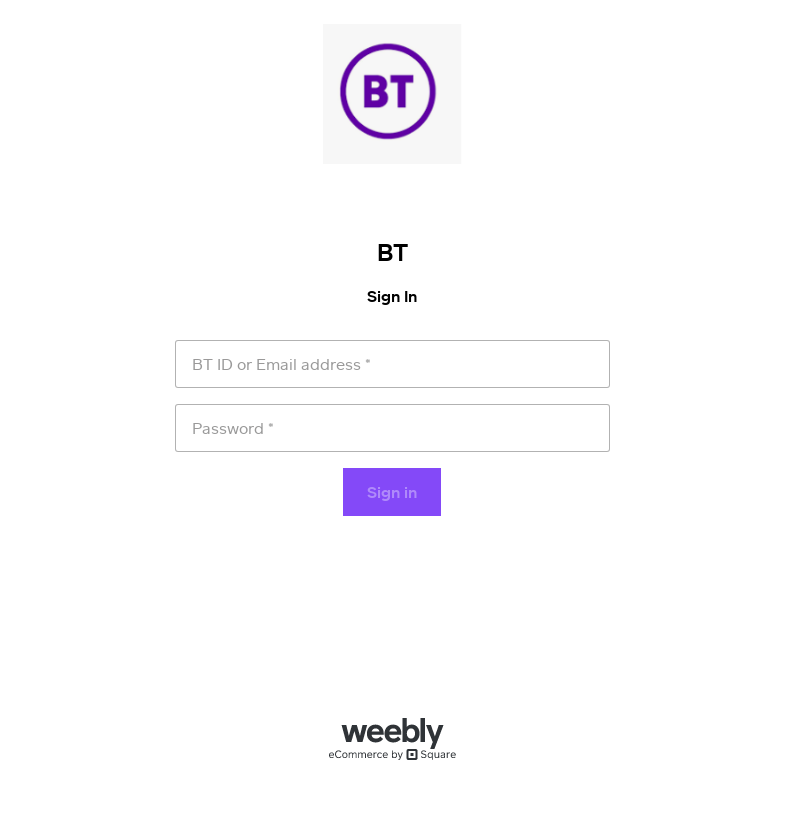 BT
BT
Sign In
BT ID or Email address *
Password *
Sign in
weebly
eCommerce by Square